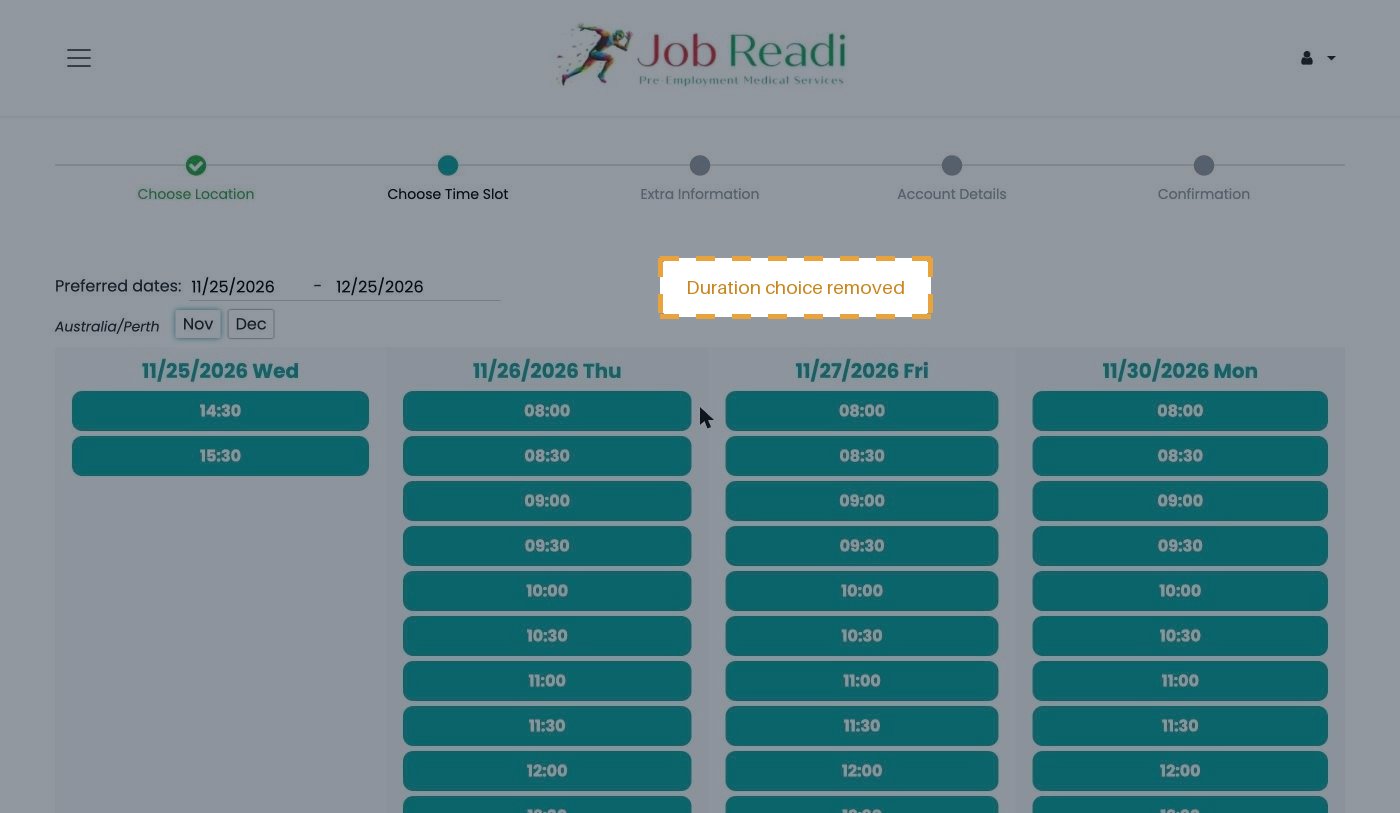 Job Readi
Pre-Employment Medical Services
Choose Location
Choose Time Slot
Extra Information
Account Details
Confirmation
Preferred dates: 11/25/2026 - 12/25/2026
Duration choice removed
Australia/Perth Nov Dec
11/25/2026 Wed
14:30
15:30
11/26/2026 Thu
08:00
08:30
09:00
09:30
10:00
10:30
11:00
11:30
12:00
11/27/2026 Fri
08:00
08:30
09:00
09:30
10:00
10:30
11:00
11:30
12:00
11/30/2026 Mon
08:00
08:30
09:00
09:30
10:00
10:30
11:00
11:30
12:00